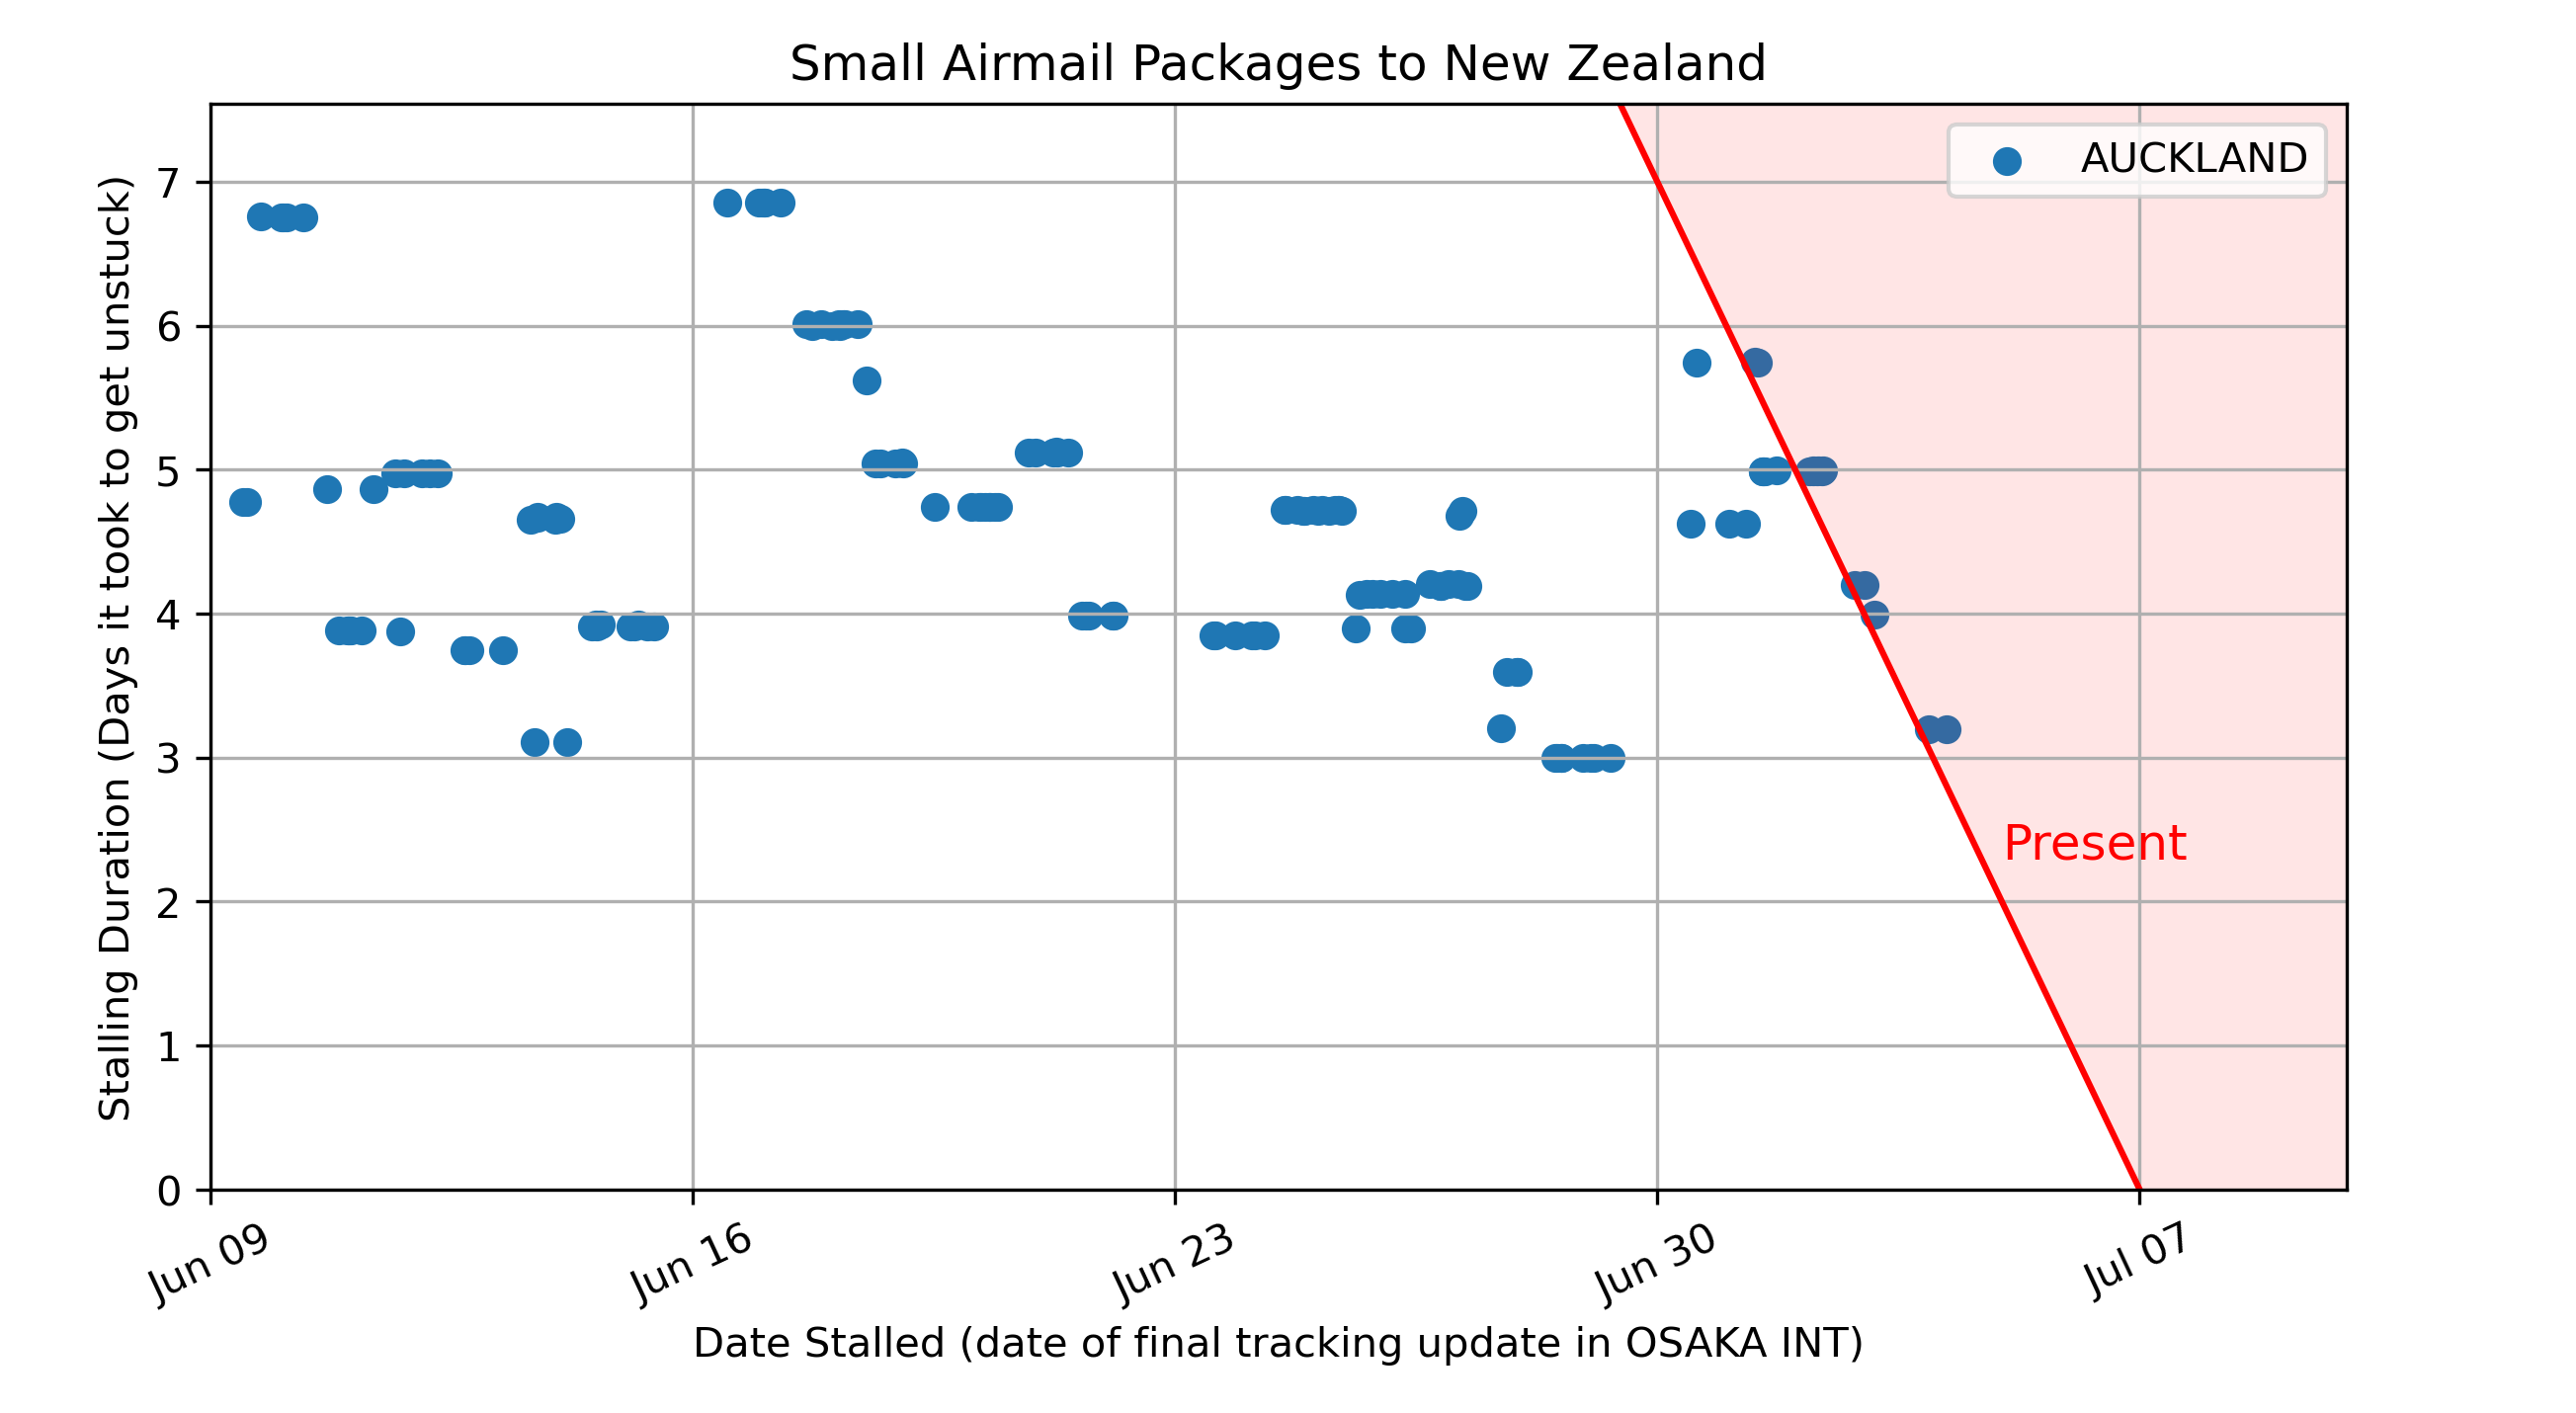 Small Airmail Packages to New Zealand
AUCKLAND
Stalling Duration (Days it took to get unstuck)
7
6
5
4
3
2
1
0
Present
Jun 09
Jun 16
Jun 23
Jun 30
Jul 07
Date Stalled (date of final tracking update in OSAKA INT)